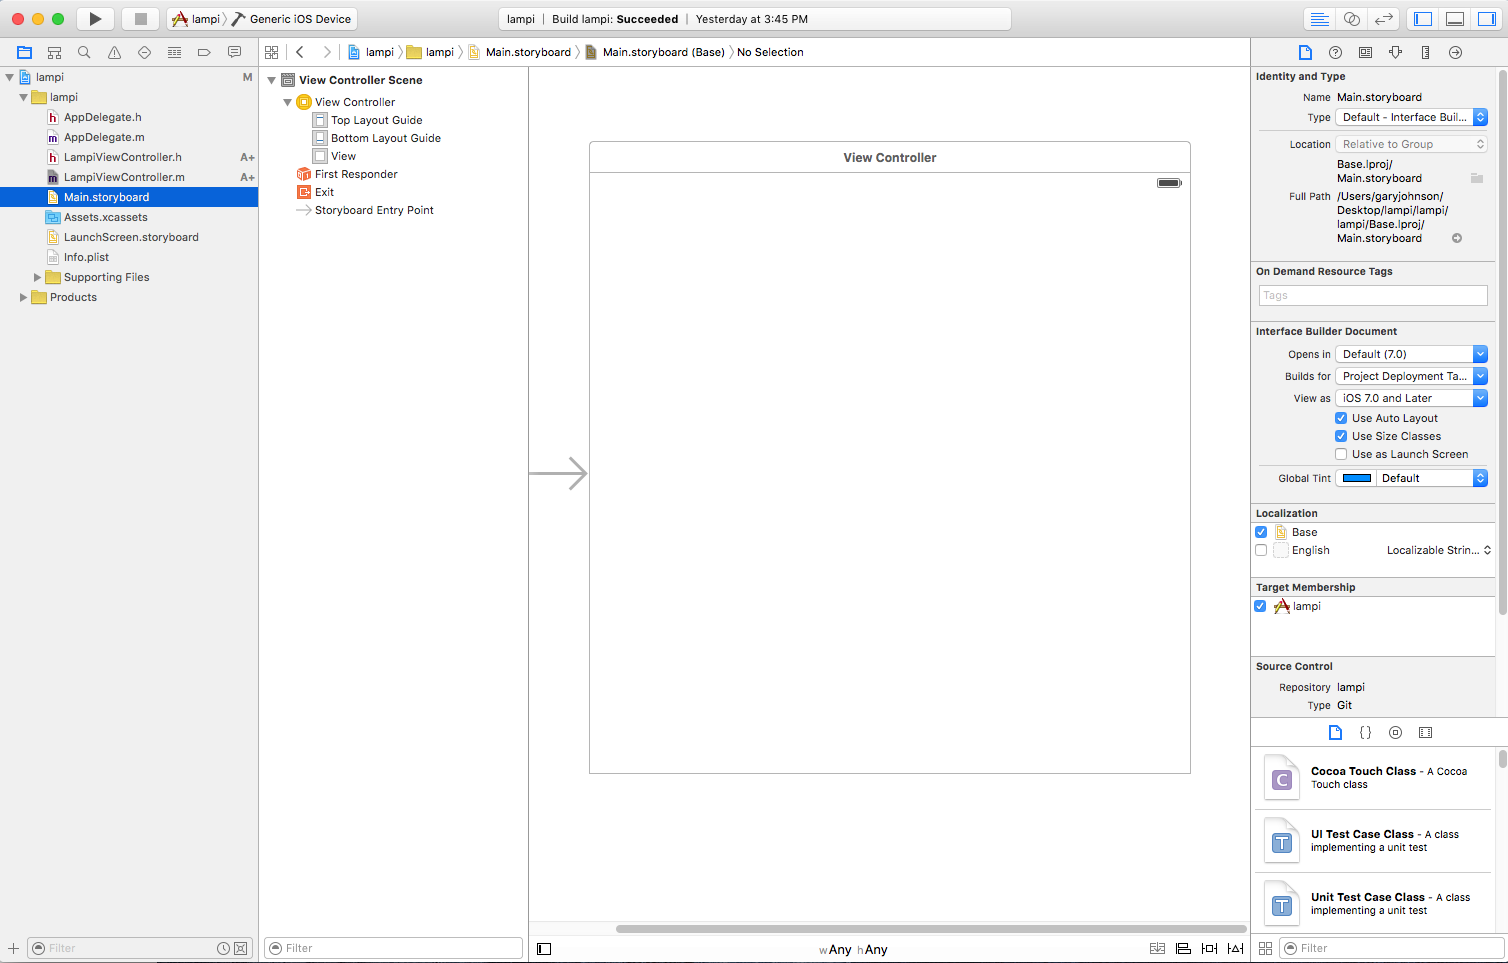 lampi Generic iOS Device
lampi | Build lampi: Succeeded | Yesterday at 3:45 PM
lampi lampi Main.storyboard Main.storyboard (Base) No Selection
lampi M
lampi
AppDelegate.h
AppDelegate.m
LampiViewController.h A+
LampiViewController.m A+
Main.storyboard
Assets.xcassets
LaunchScreen.storyboard
Info.plist
Supporting Files
Products
Filter
View Controller Scene
View Controller
Top Layout Guide
Bottom Layout Guide
View
First Responder
Exit
Storyboard Entry Point
Filter
View Controller
wAny hAny
Identity and Type
Name Main.storyboard
Type Default - Interface Buil...
Location Relative to Group
Base.lproj/
Main.storyboard
Full Path /Users/garyjohnson/
Desktop/lampi/lampi/
lampi/Base.lproj/
Main.storyboard
On Demand Resource Tags
Tags
Interface Builder Document
Opens in Default (7.0)
Builds for Project Deployment Ta...
View as iOS 7.0 and Later
Use Auto Layout
Use Size Classes
Use as Launch Screen
Global Tint Default
Localization
Base
English Localizable Strin...
Target Membership
lampi
Source Control
Repository lampi
Type Git
{}
C
Cocoa Touch Class - A Cocoa
Touch class
T
UI Test Case Class - A class
implementing a unit test
T
Unit Test Case Class - A class
implementing a unit test
Filter